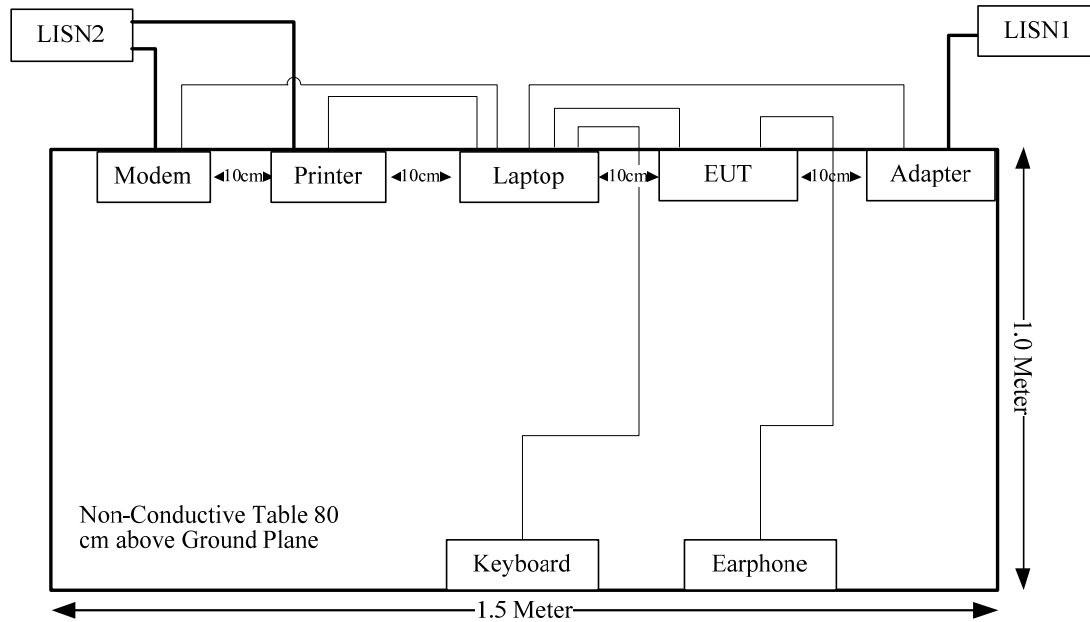 LISN2
LISN1
Modem
10cm
Printer
10cm
Laptop
10cm
EUT
10cm
Adapter
1.0 Meter
Non-Conductive Table 80
cm above Ground Plane
Keyboard
Earphone
1.5 Meter